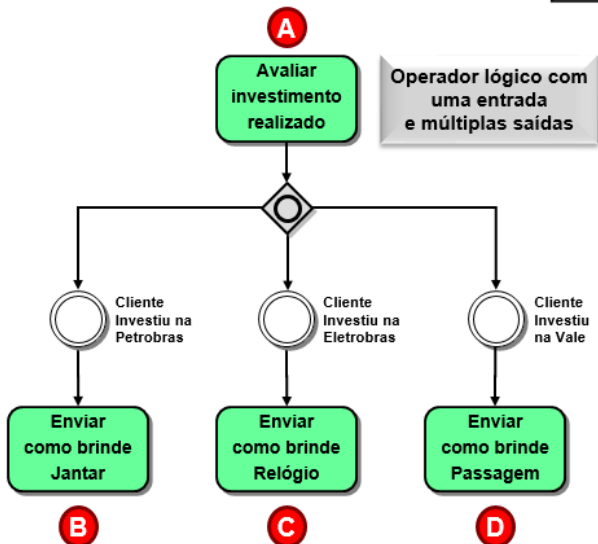 A
Avaliar
investimento
realizado
Operador lógico com
uma entrada
e múltiplas saídas
Cliente
Investiu na
Petrobras
Cliente
Investiu na
Eletrobras
Cliente
Investiu
na Vale
Enviar
como brinde
Jantar
Enviar
como brinde
Relógio
Enviar
como brinde
Passagem
B
C
D